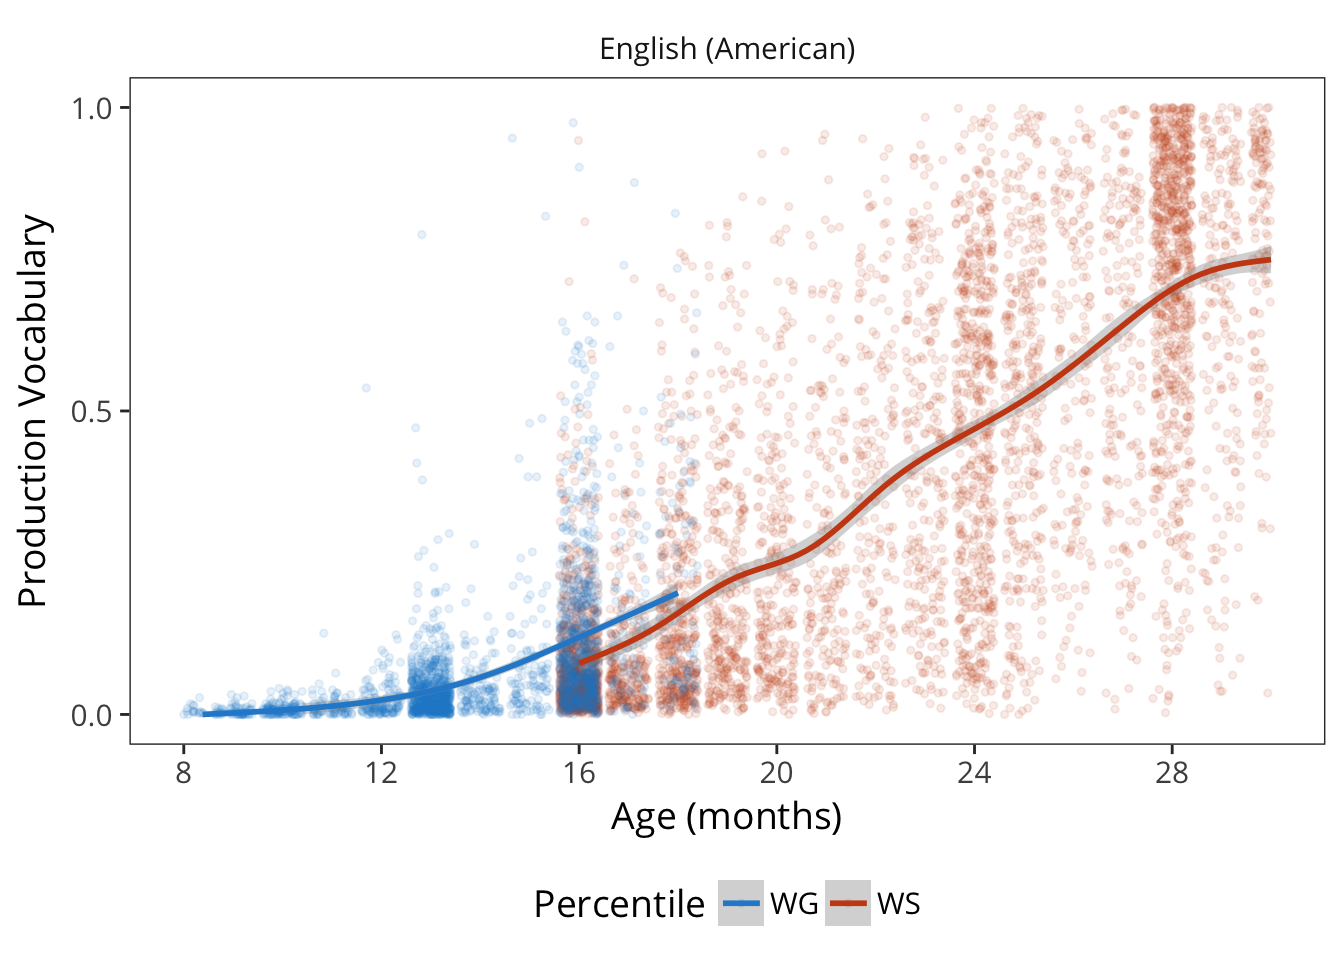 English (American)
1.0
0.5
0.0
Production Vocabulary
8 12 16 20 24 28
Age (months)
Percentile WG WS